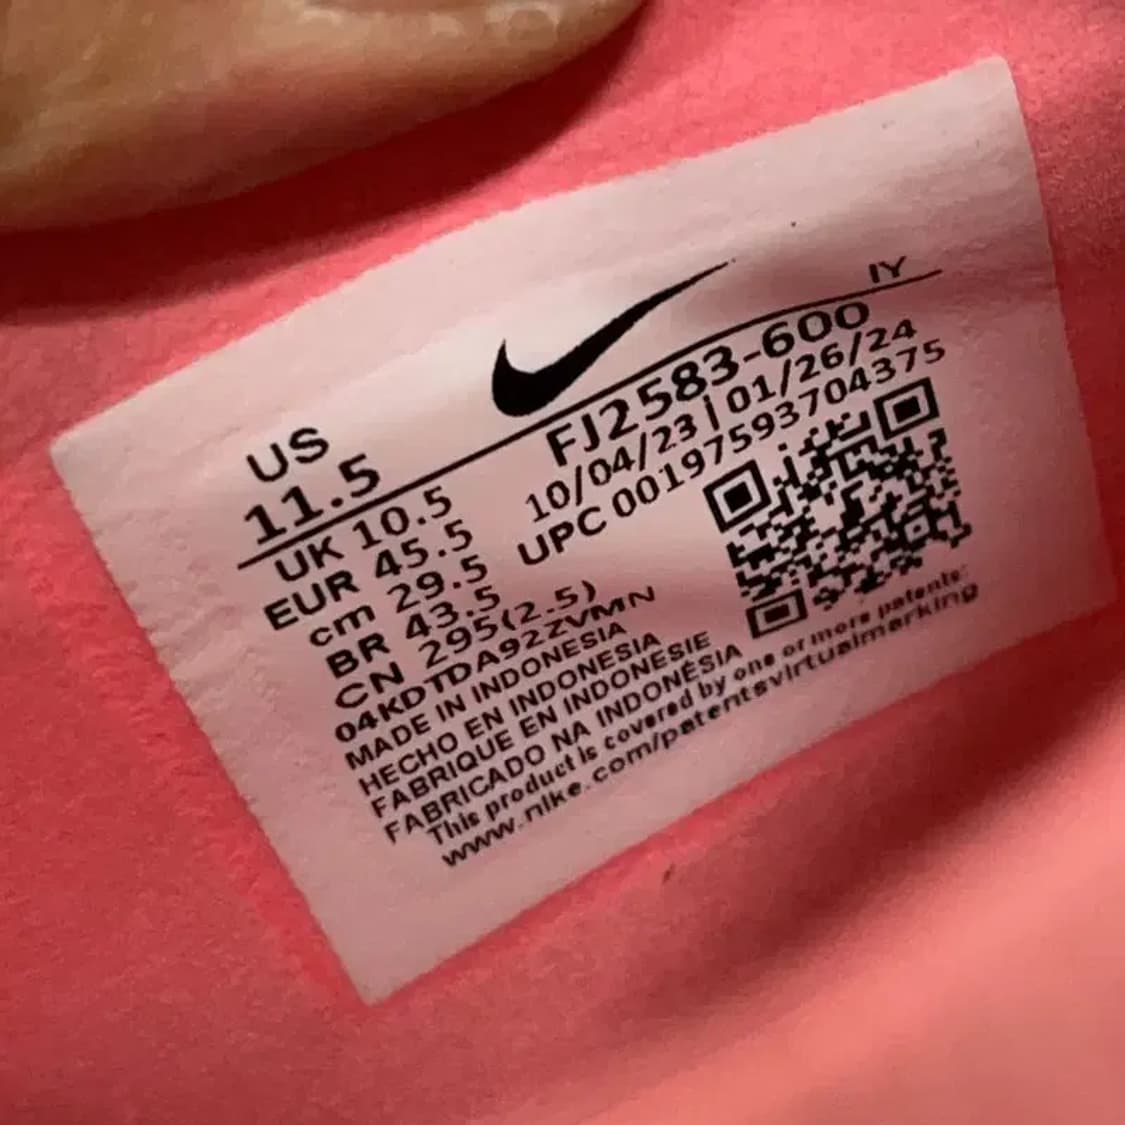 IY
US
11.5
FJ2583-600
UK 10.5
10/04/23|01/26/24
EUR 45.5
UPC 00197593704375
cm 29.5
BR 43.5
CN 295(2.5)
04KDTDA92ZVMN
MADE IN INDONESIA
HECHO EN INDONESIA
FABRIQUE EN INDONÉSIE
FABRICADO NA INDONÉSIA
This product is covered by one or more patents:
www.nike.com/patentsvirtualmarking